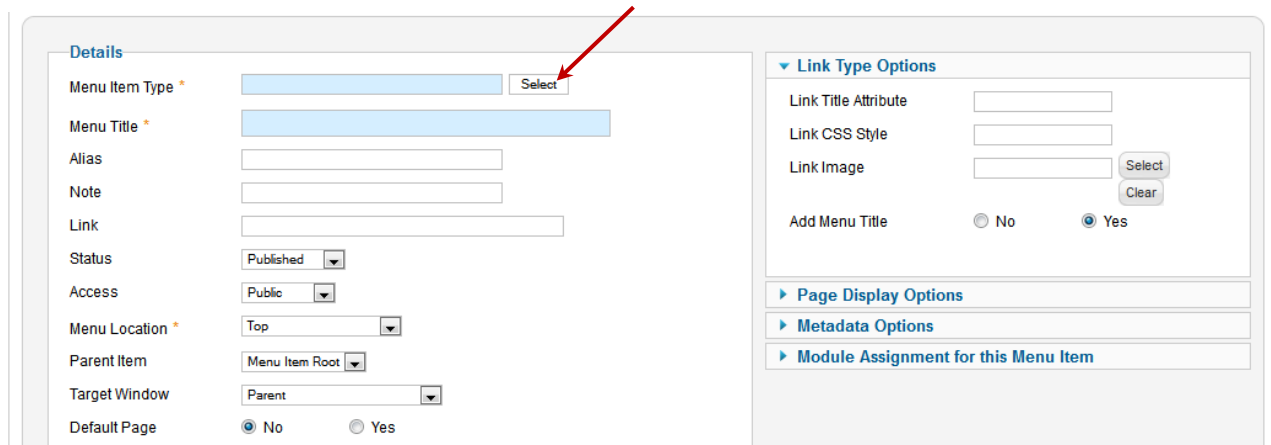 Details
Menu Item Type *
Select
Menu Title *
Alias
Note
Link
Status
Published
Access
Public
Menu Location *
Top
Parent Item
Menu Item Root
Target Window
Parent
Default Page
No
Yes
Link Type Options
Link Title Attribute
Link CSS Style
Link Image
Select
Clear
Add Menu Title
No
Yes
Page Display Options
Metadata Options
Module Assignment for this Menu Item